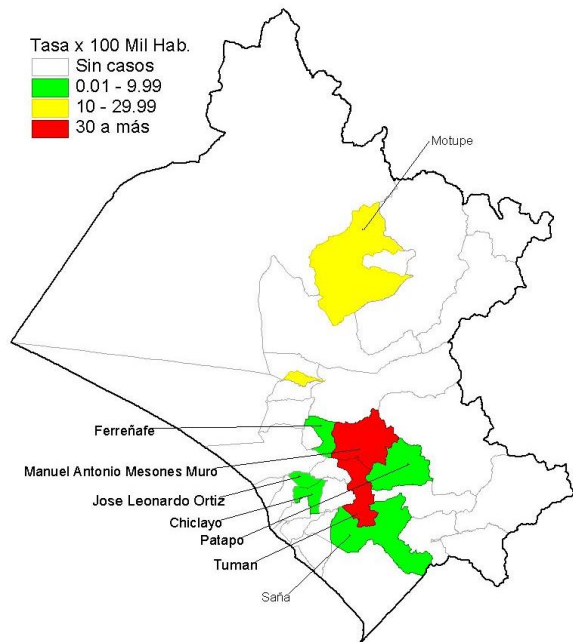 Tasa x 100 Mil Hab.
Sin casos
0.01 - 9.99
10 - 29.99
30 a más
Motupe
Ferreñafe
Manuel Antonio Mesones Muro
Jose Leonardo Ortiz
Chiclayo
Patapo
Tuman
Saña